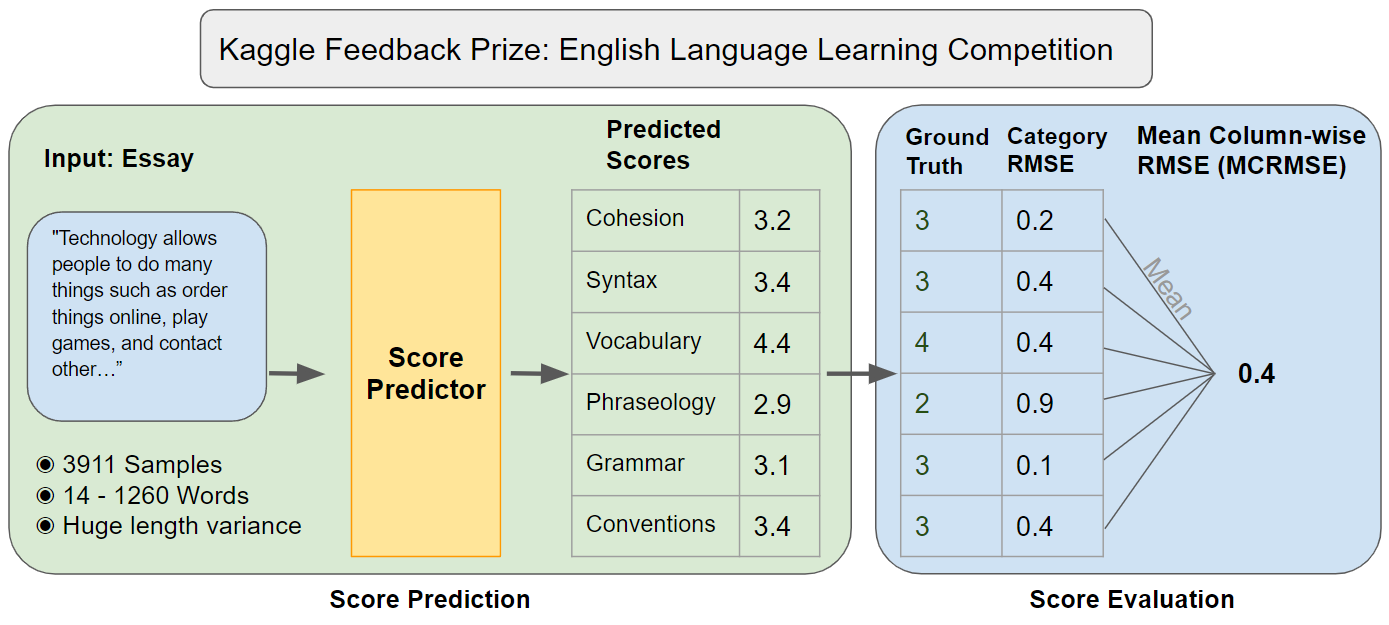 Kaggle Feedback Prize: English Language Learning Competition
Input: Essay
"Technology allows
people to do many
things such as order
things online, play
games, and contact
other…”
◉ 3911 Samples
◉ 14 - 1260 Words
◉ Huge length variance
Score
Predictor
Predicted
Scores
Cohesion 3.2
Syntax 3.4
Vocabulary 4.4
Phraseology 2.9
Grammar 3.1
Conventions 3.4
Score Prediction
Ground
Truth
Category
RMSE
Mean Column-wise
RMSE (MCRMSE)
3 0.2
3 0.4
4 0.4
2 0.9
3 0.1
3 0.4
Mean
0.4
Score Evaluation